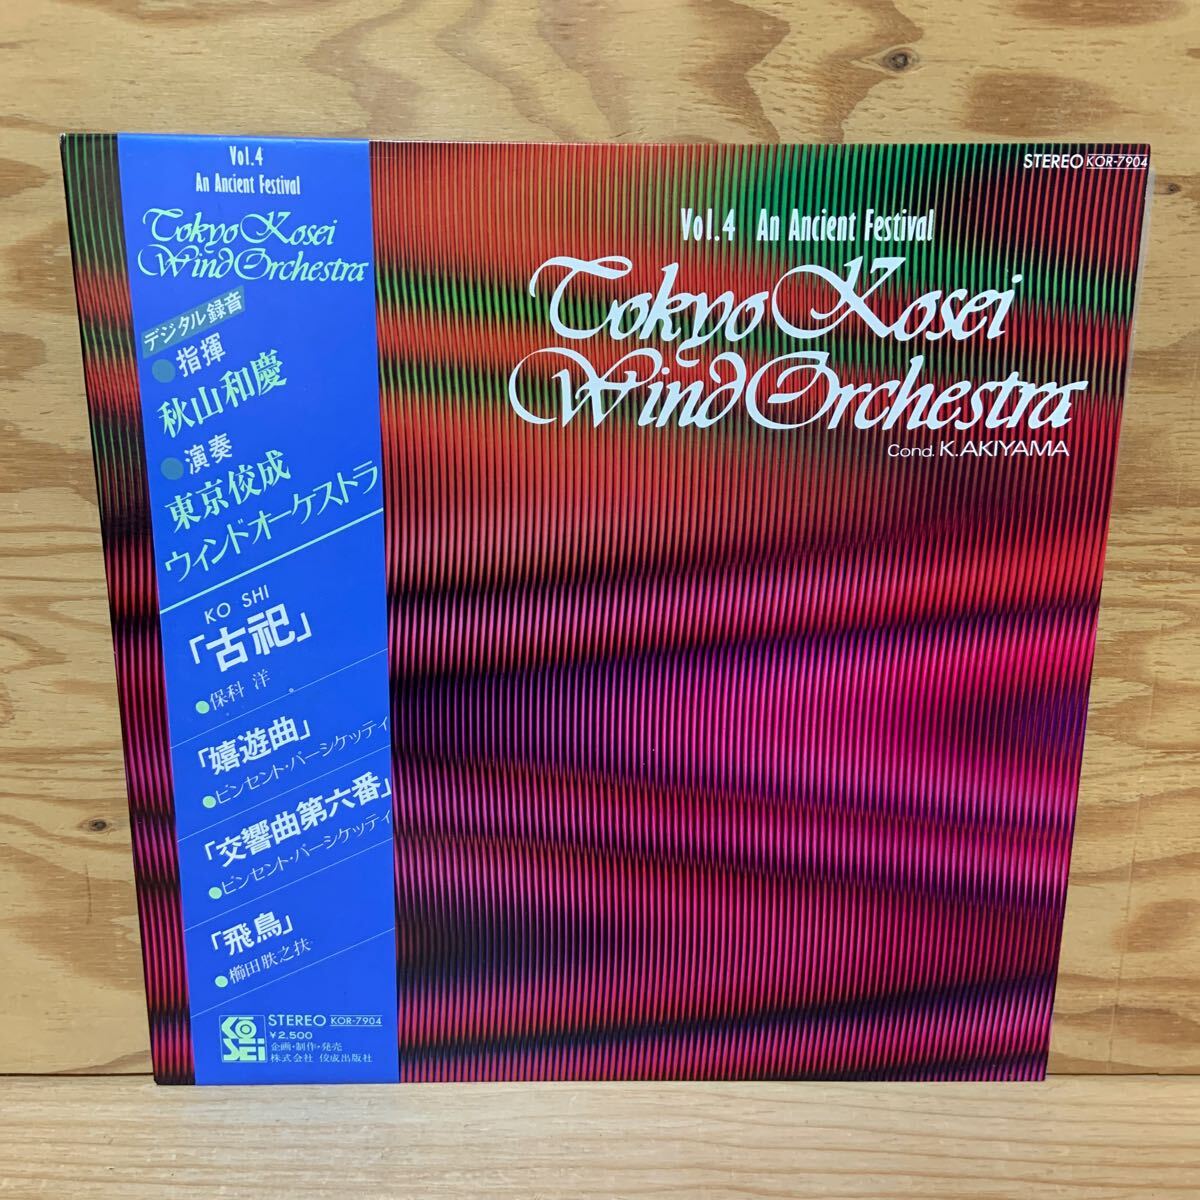 Vol.4
An Ancient Festival
Tokyo Kosei
Wind Orchestra
デジタル録音
●指揮
秋山和慶
●演奏
東京佼成
ウィンドオーケストラ
KO SHI
「古祀」
●保科 洋
「嬉遊曲」
●ビンセント・パーシケッティ
「交響曲第六番」
●ビンセント・パーシケッティ
「飛鳥」
●櫛田胅之扶
KOSEI
STEREO KOR-7904
¥2,500
企画・制作・発売
株式会社 佼成出版社
STEREO KOR-7904
Vol.4 An Ancient Festival
Tokyo Kosei
Wind Orchestra
Cond. K.AKIYAMA